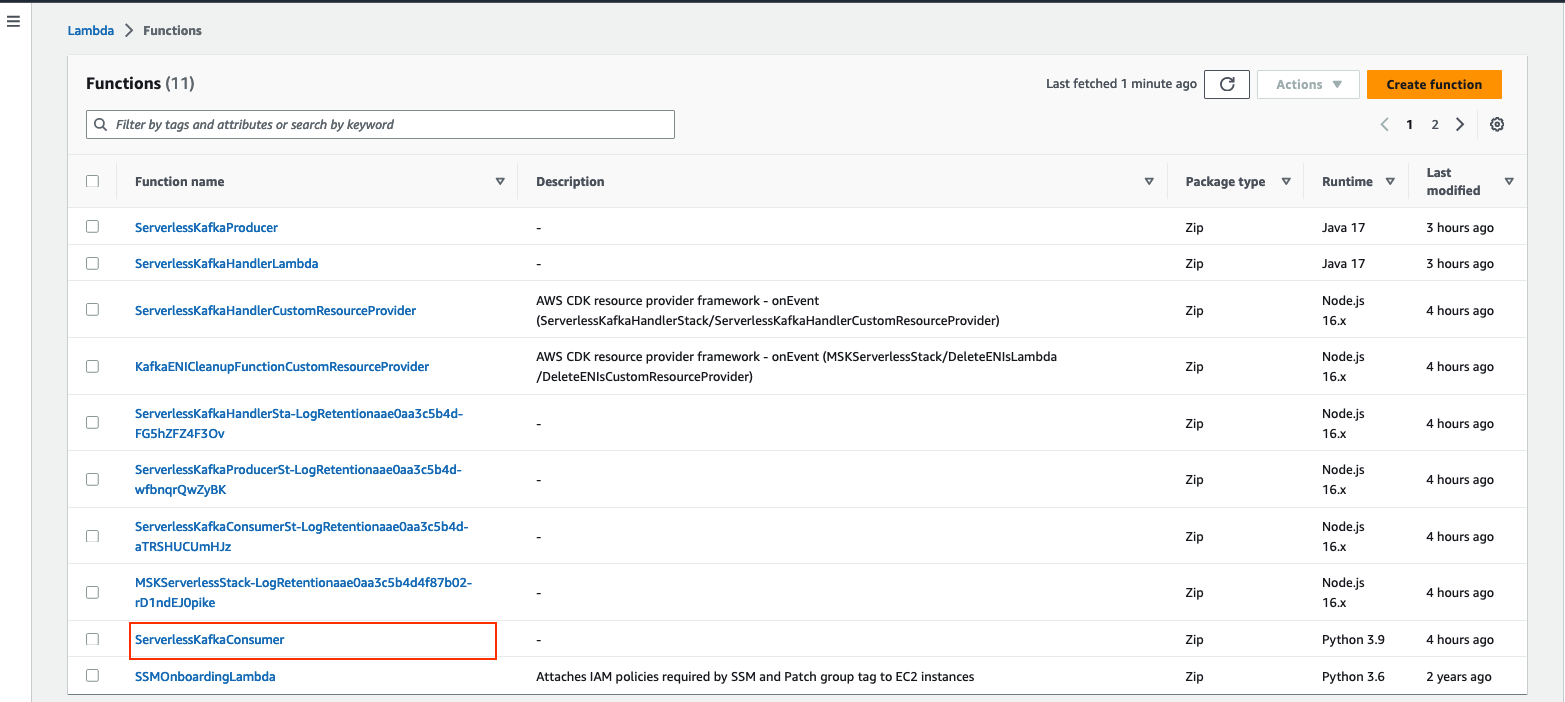 Lambda > Functions
Functions (11)
Last fetched 1 minute ago
Actions
Create function
Filter by tags and attributes or search by keyword
1 2
Function name Description Package type Runtime Last modified
ServerlessKafkaProducer - Zip Java 17 3 hours ago
ServerlessKafkaHandlerLambda - Zip Java 17 3 hours ago
ServerlessKafkaHandlerCustomResourceProvider
AWS CDK resource provider framework - onEvent
(ServerlessKafkaHandlerStack/ServerlessKafkaHandlerCustomResourceProvider)
Zip
Node.js
16.x
4 hours ago
KafkaENICleanupFunctionCustomResourceProvider
AWS CDK resource provider framework - onEvent (MSKServerlessStack/DeleteENIsLambda
/DeleteENIsCustomResourceProvider)
Zip
Node.js
16.x
4 hours ago
ServerlessKafkaHandlerSta-LogRetentionaae0aa3c5b4d-
FG5hZFZ4F3Ov
-
Zip
Node.js
16.x
4 hours ago
ServerlessKafkaProducerSt-LogRetentionaae0aa3c5b4d-
wfbnqrQwZyBK
-
Zip
Node.js
16.x
4 hours ago
ServerlessKafkaConsumerSt-LogRetentionaae0aa3c5b4d-
aTRSHUCUmHJz
-
Zip
Node.js
16.x
4 hours ago
MSKServerlessStack-LogRetentionaae0aa3c5b4d4f87b02-
rD1ndEJ0pike
-
Zip
Node.js
16.x
4 hours ago
ServerlessKafkaConsumer - Zip Python 3.9 4 hours ago
SSMOnboardingLambda Attaches IAM policies required by SSM and Patch group tag to EC2 instances Zip Python 3.6 2 years ago